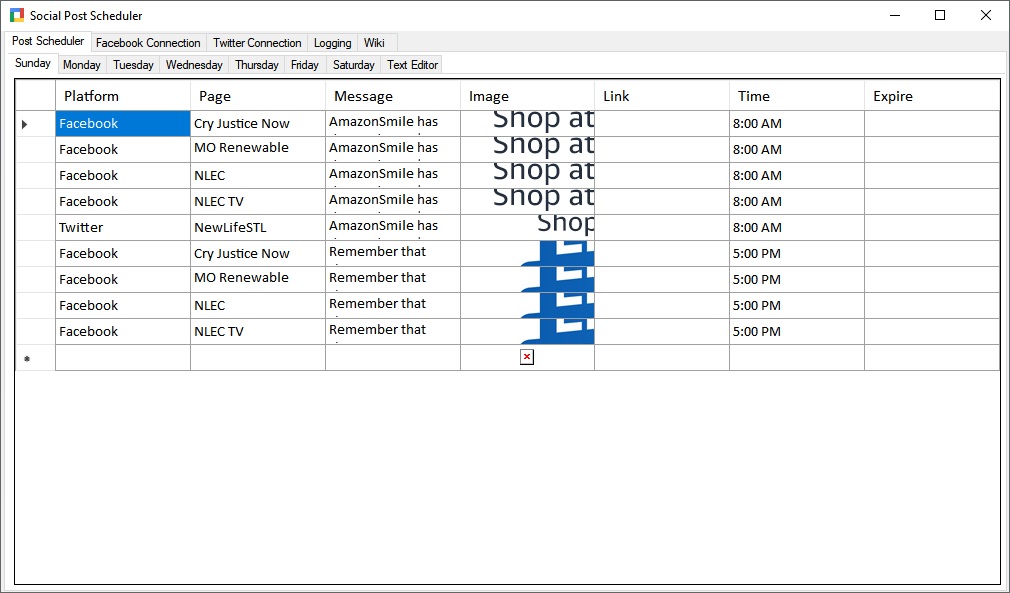 Social Post Scheduler
Post Scheduler Facebook Connection Twitter Connection Logging Wiki
Sunday Monday Tuesday Wednesday Thursday Friday Saturday Text Editor
Platform Page Message Image Link Time Expire
Facebook Cry Justice Now AmazonSmile has Shop at 8:00 AM
Facebook MO Renewable AmazonSmile has Shop at 8:00 AM
Facebook NLEC AmazonSmile has Shop at 8:00 AM
Facebook NLEC TV AmazonSmile has Shop at 8:00 AM
Twitter NewLifeSTL AmazonSmile has Shop 8:00 AM
Facebook Cry Justice Now Remember that 5:00 PM
Facebook MO Renewable Remember that 5:00 PM
Facebook NLEC Remember that 5:00 PM
Facebook NLEC TV Remember that 5:00 PM